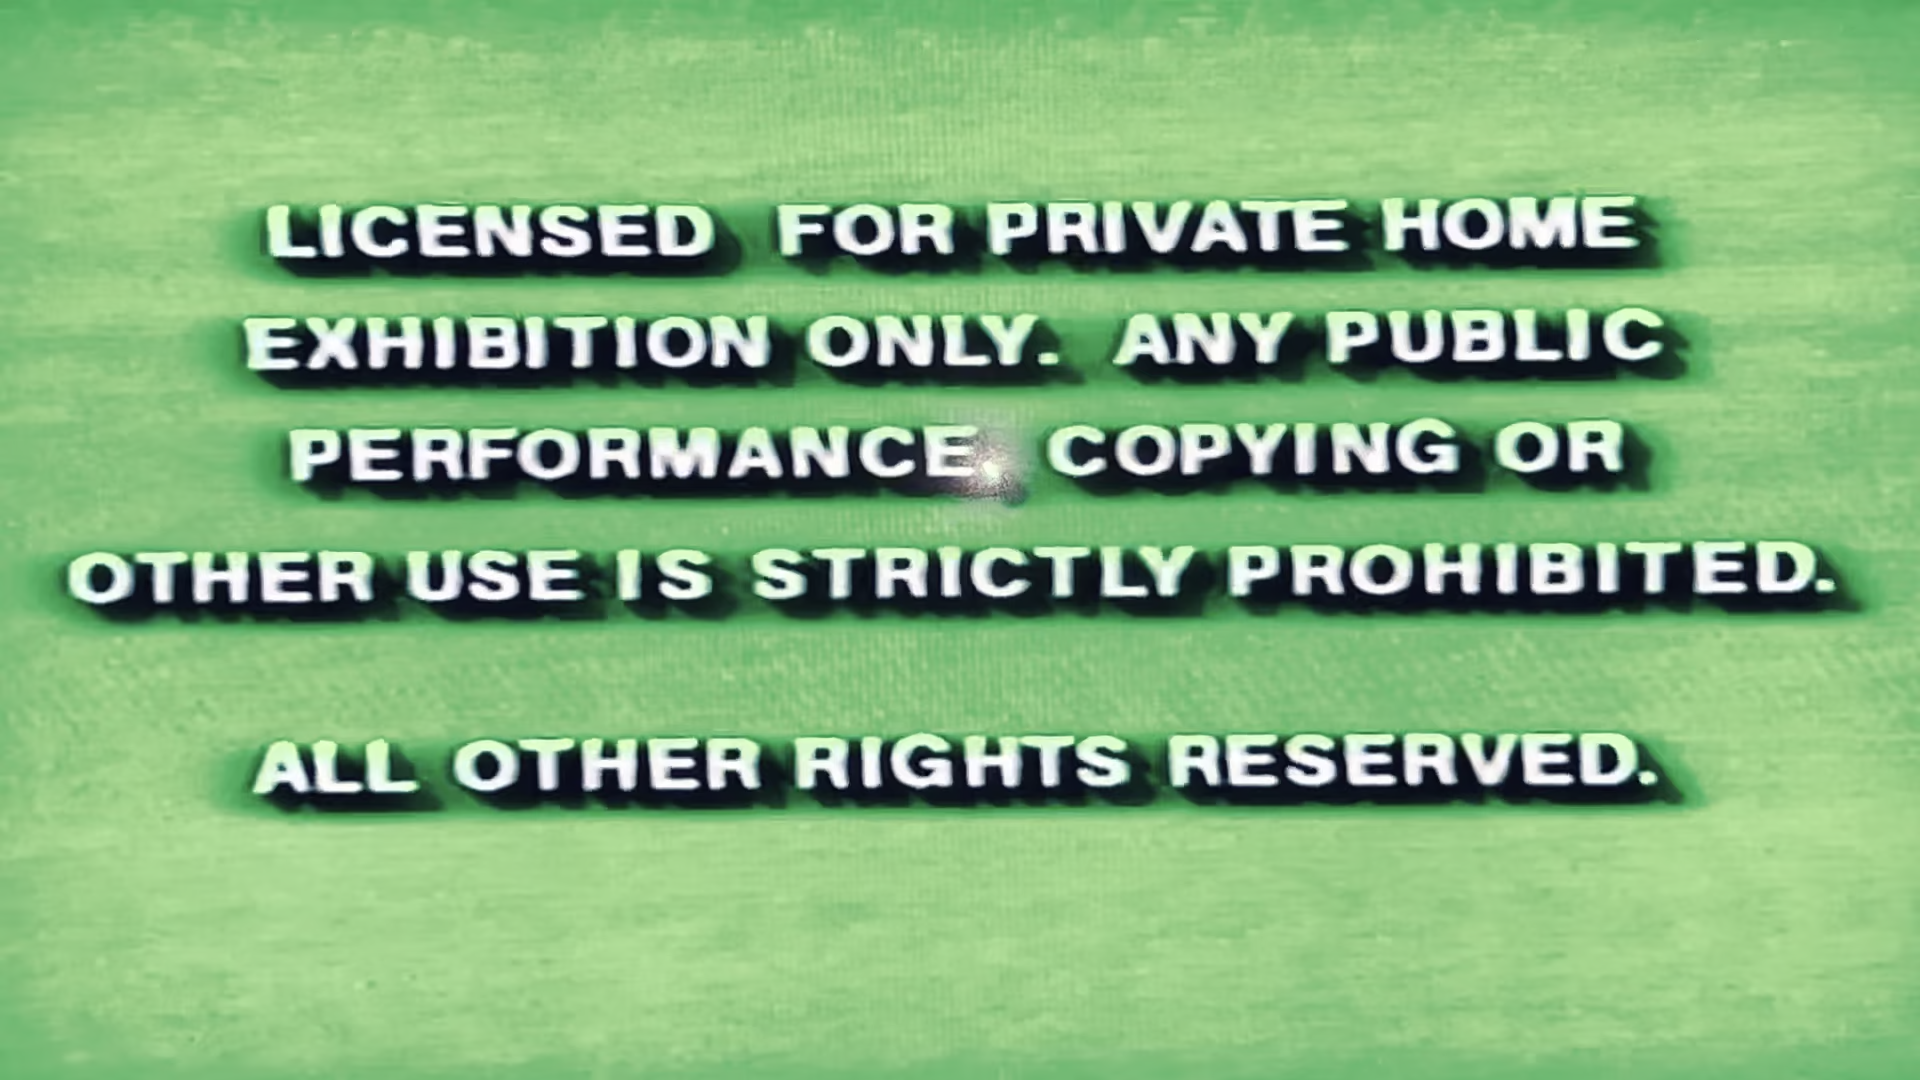 LICENSED FOR PRIVATE HOME
EXHIBITION ONLY. ANY PUBLIC
PERFORMANCE, COPYING OR
OTHER USE IS STRICTLY PROHIBITED.
ALL OTHER RIGHTS RESERVED.